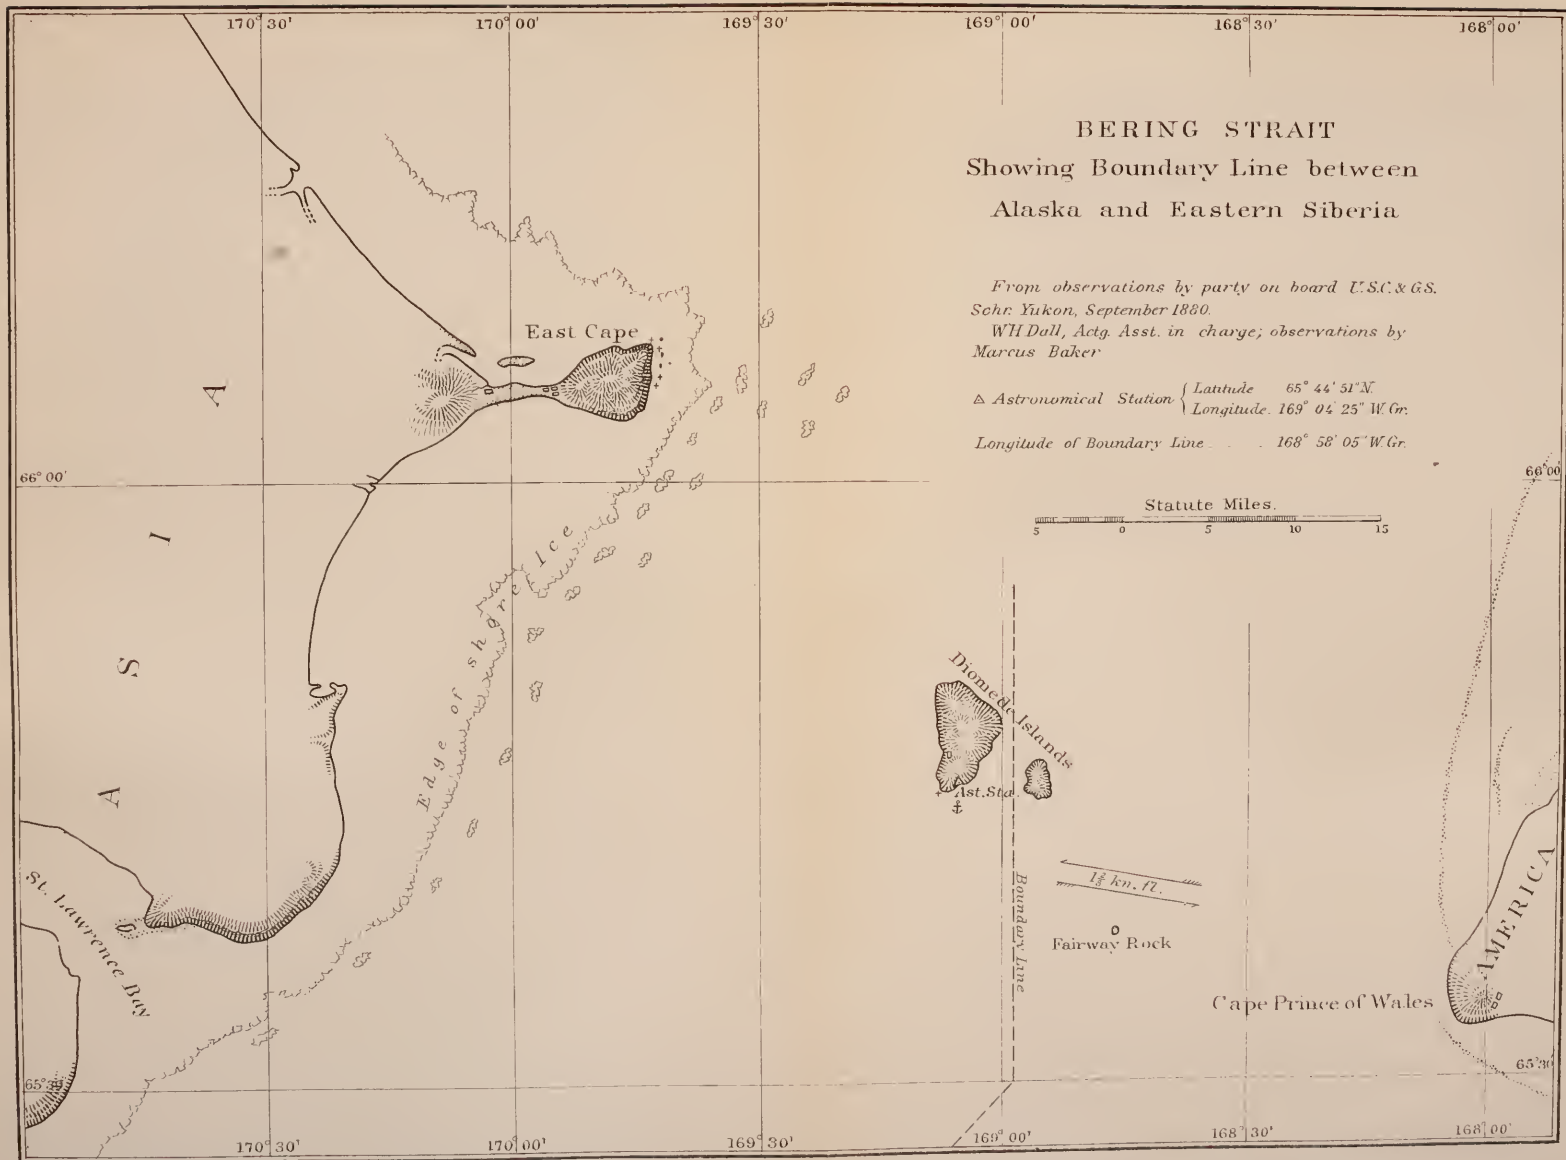 170° 30'
170° 00'
169° 30'
169° 00'
168° 30'
168° 00'
BERING STRAIT
Showing Boundary Line between
Alaska and Eastern Siberia
From observations by party on board U.S.C. & G.S.
Schr. Yukon, September 1880.
W H Dall, Actg. Asst. in charge; observations by
Marcus Baker
Astronomical Station { Latitude 65° 44' 51" N.
Longitude. 169° 04' 25" W. Gr.
Longitude of Boundary Line . . . 168° 58' 05" W. Gr.
East Cape
66° 00'
66° 00'
Statute Miles.
5 0 5 10 15
ASIA
Edge of shore Ice
Diomede Islands
Ast. Sta.
St. Lawrence Bay
1⅔ kn. fl.
Boundary Line
Fairway Rock
AMERICA
Cape Prince of Wales
65° 30'
65° 30'
170° 30'
170° 00'
169° 30'
169° 00'
168° 30'
168° 00'